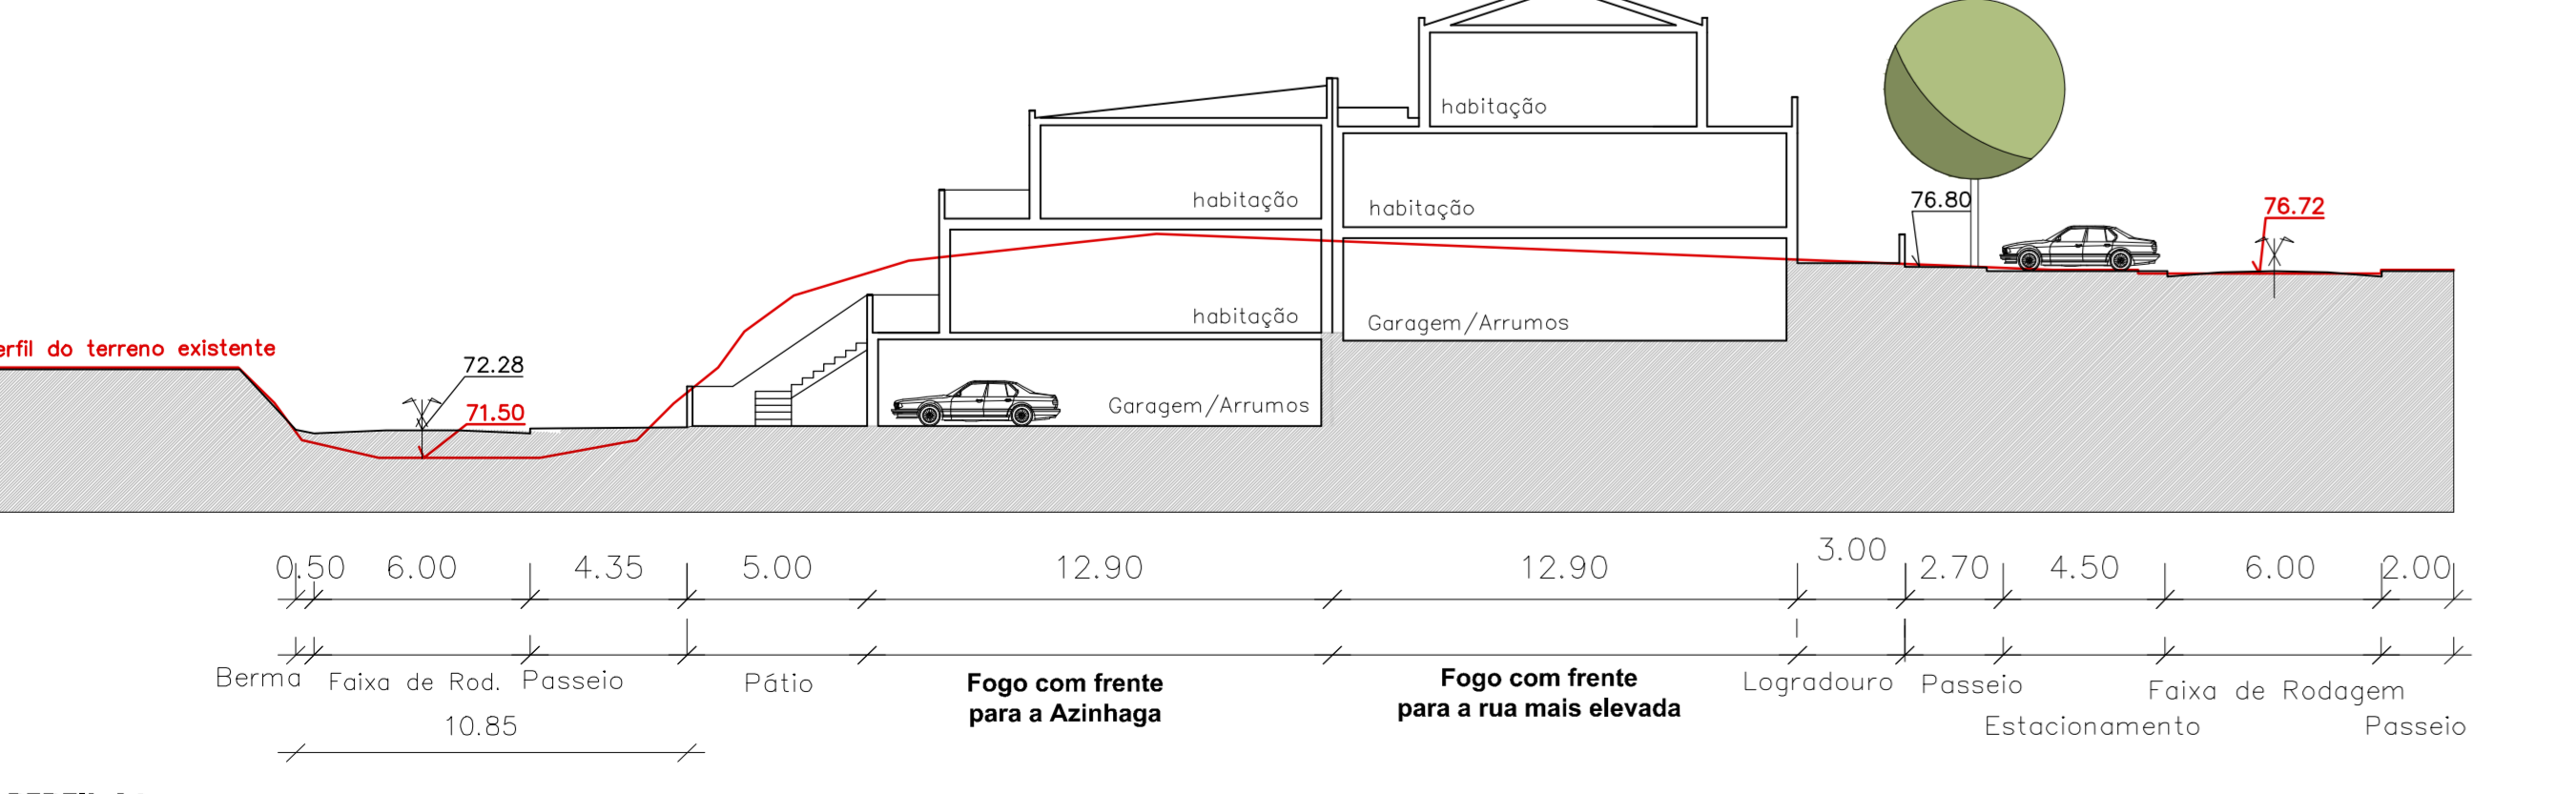 habitação
habitação
habitação
76.80
76.72
habitação
Garagem/Arrumos
erfil do terreno existente
72.28
71.50
Garagem/Arrumos
0.50 6.00 4.35 5.00 12.90 12.90 3.00 2.70 4.50 6.00 2.00
Berma Faixa de Rod. Passeio Pátio Fogo com frente Fogo com frente Logradouro Passeio Faixa de Rodagem
para a Azinhaga para a rua mais elevada
Estacionamento Passeio
10.85